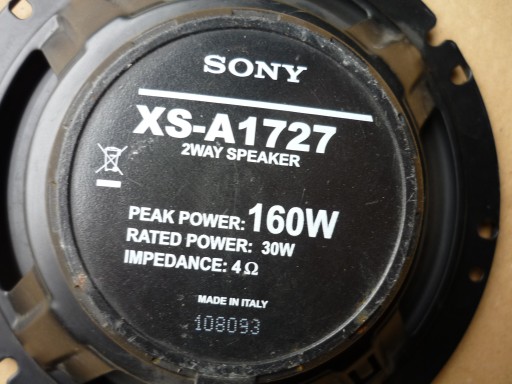 SONY
XS-A1727
2WAY SPEAKER
PEAK POWER: 160W
RATED POWER: 30W
IMPEDANCE: 4Ω
MADE IN ITALY
108093